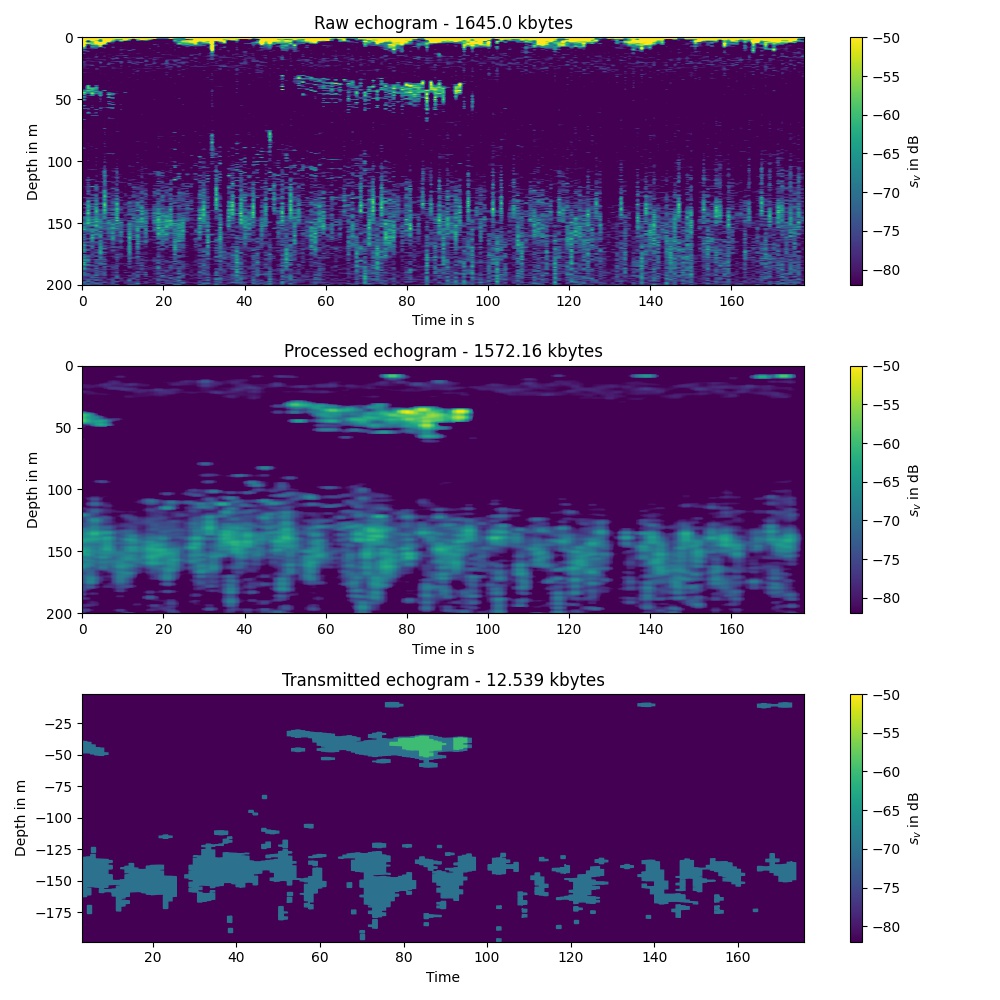 Raw echogram - 1645.0 kbytes
0
50
100
150
200
Depth in m
0 20 40 60 80 100 120 140 160
Time in s
−50
−55
−60
−65
−70
−75
−80
sv in dB
Processed echogram - 1572.16 kbytes
0
50
100
150
200
Depth in m
0 20 40 60 80 100 120 140 160
Time in s
−50
−55
−60
−65
−70
−75
−80
sv in dB
Transmitted echogram - 12.539 kbytes
−25
−50
−75
−100
−125
−150
−175
Depth in m
20 40 60 80 100 120 140 160
Time
−50
−55
−60
−65
−70
−75
−80
sv in dB